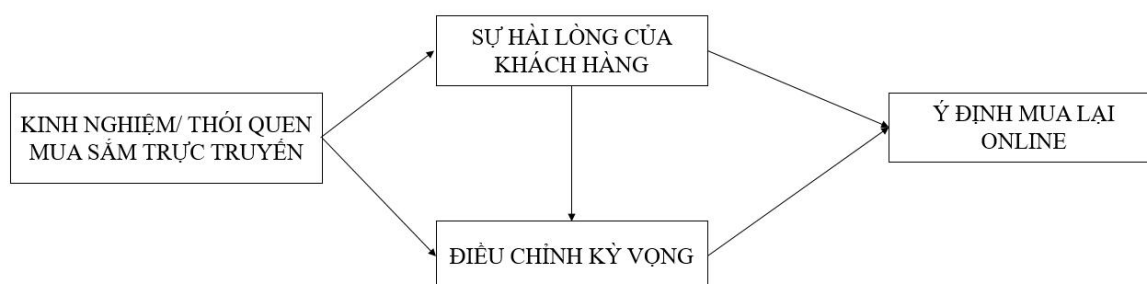 SỰ HÀI LÒNG CỦA
KHÁCH HÀNG
KINH NGHIỆM/ THÓI QUEN
MUA SẮM TRỰC TRUYẾN
Ý ĐỊNH MUA LẠI
ONLINE
ĐIỀU CHỈNH KỲ VỌNG